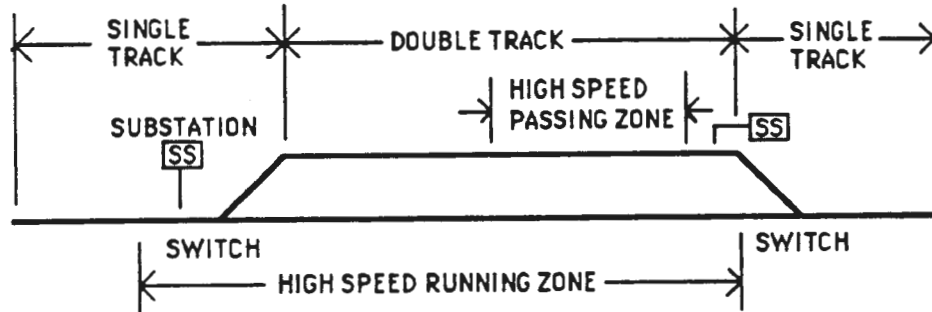 SINGLE
TRACK
DOUBLE TRACK
SINGLE
TRACK
HIGH SPEED
PASSING ZONE
SUBSTATION
SS
SS
SWITCH
SWITCH
HIGH SPEED RUNNING ZONE